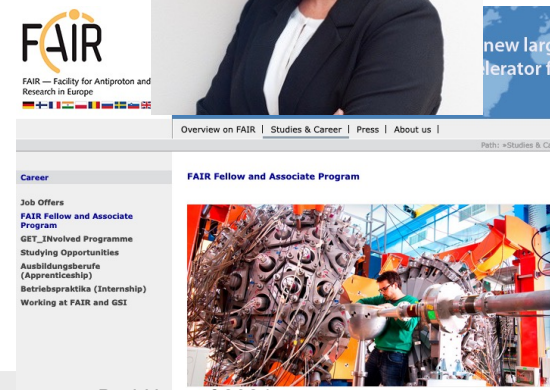 FAIR
FAIR — Facility for Antiproton and
Research in Europe
new larg
elerator f
Overview on FAIR | Studies & Career | Press | About us |
Path: »Studies & Ca
Career
FAIR Fellow and Associate Program
Job Offers
FAIR Fellow and Associate
Program
GET_INvolved Programme
Studying Opportunities
Ausbildungsberufe
(Apprenticeship)
Betriebspraktika (Internship)
Working at FAIR and GSI